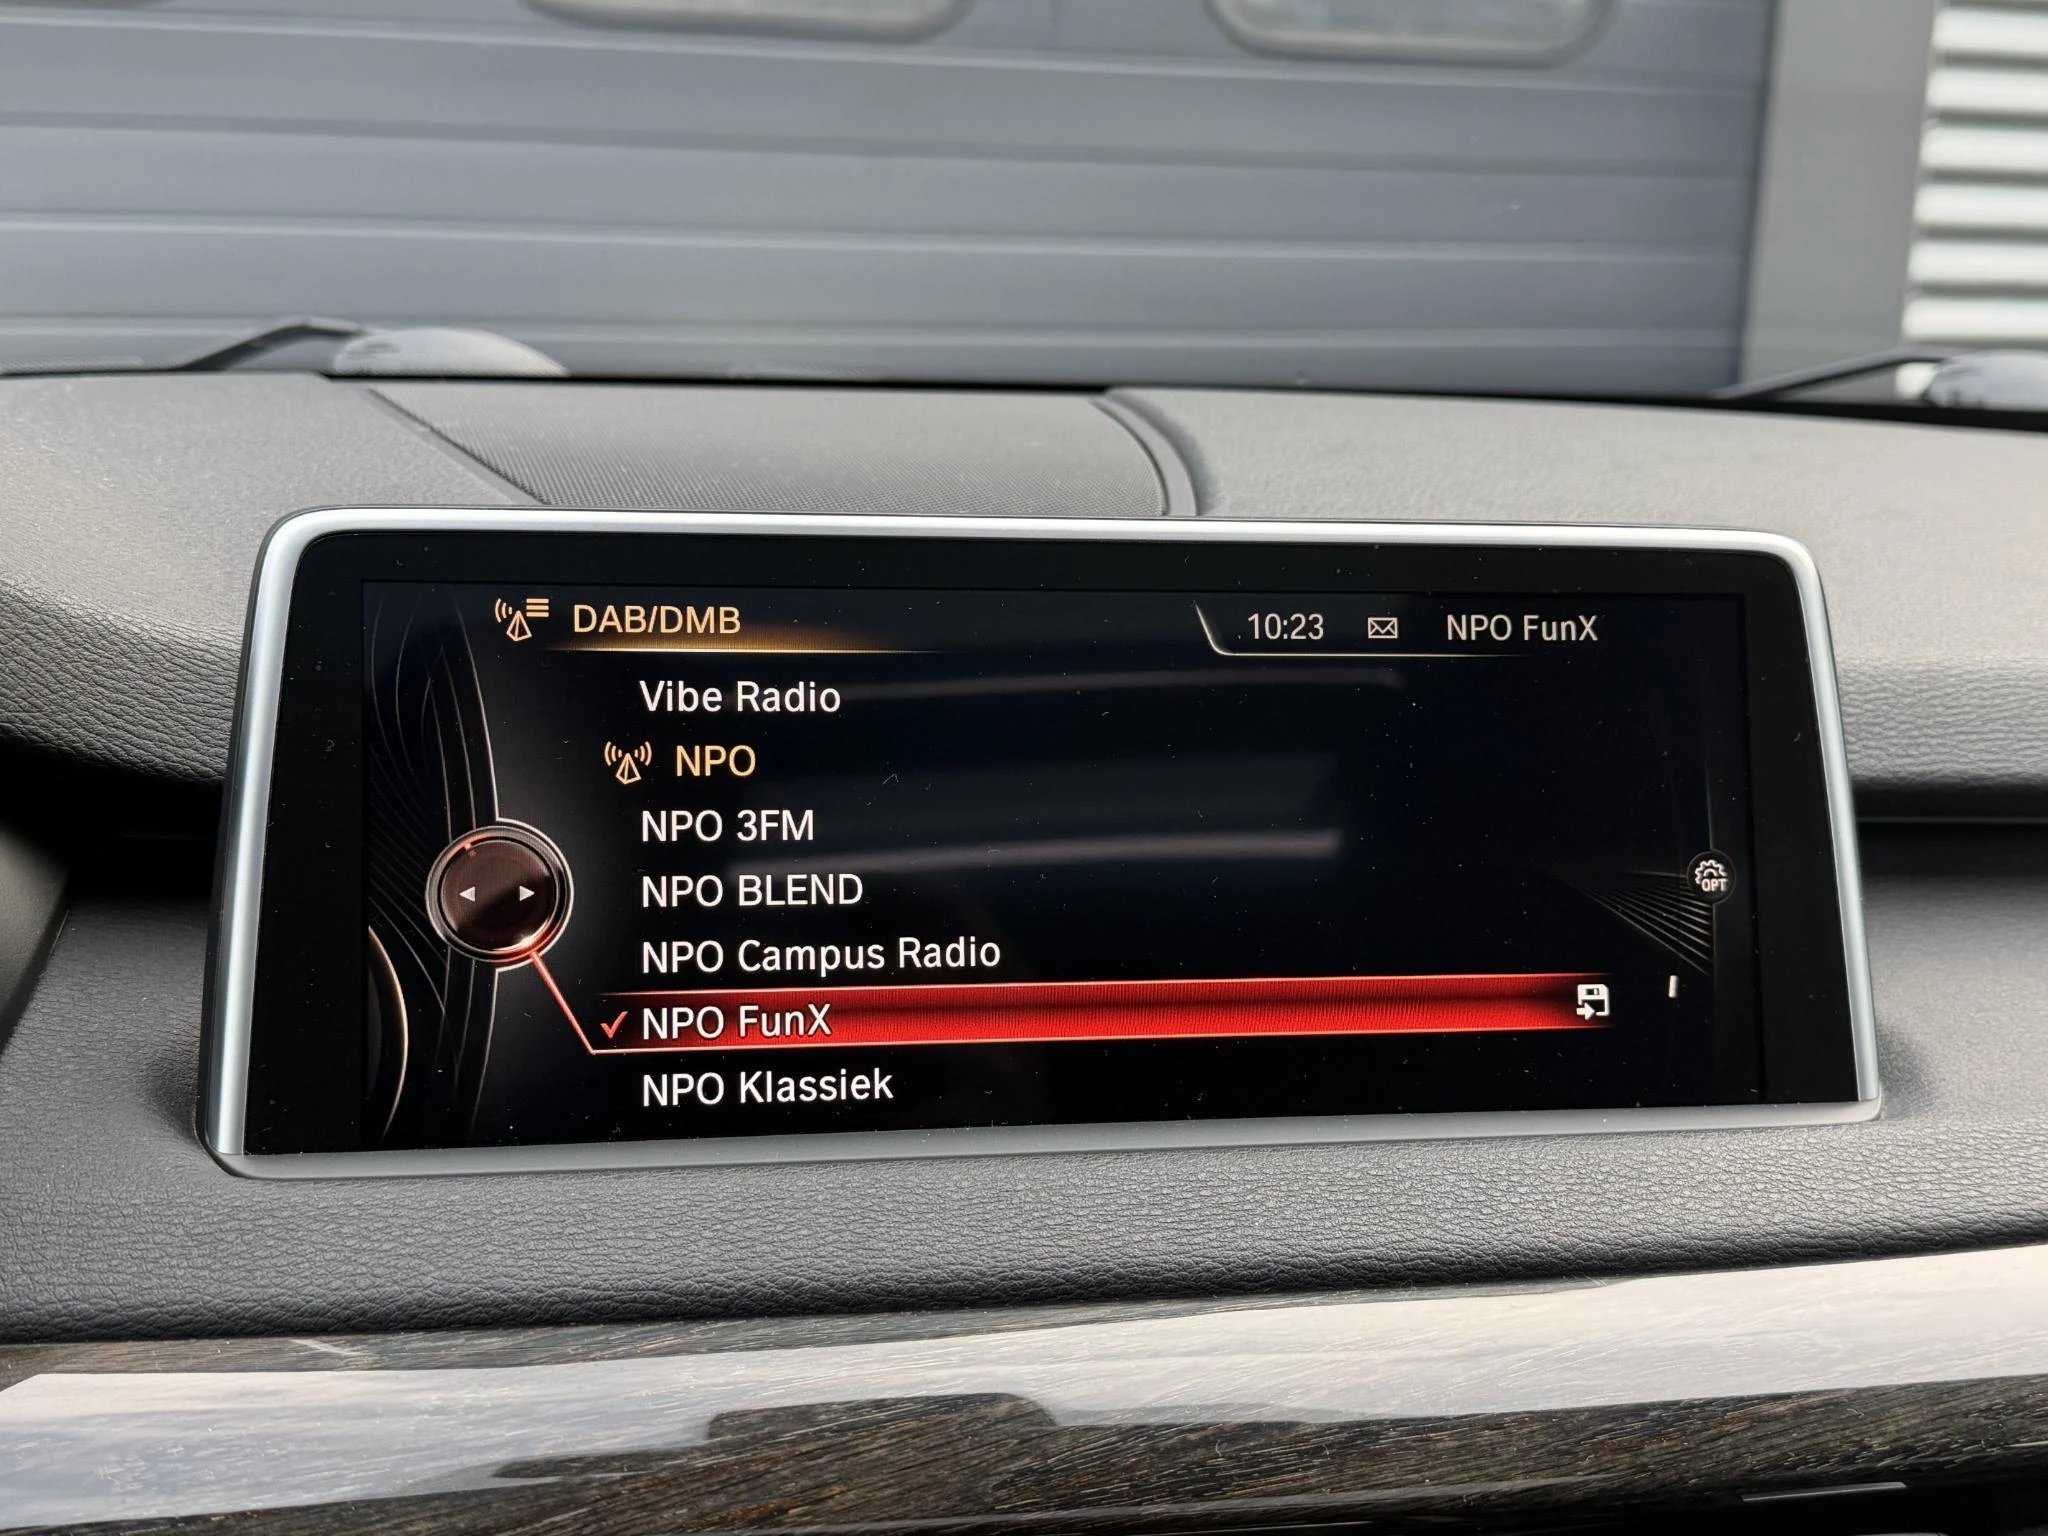 DAB/DMB 10:23 NPO FunX
Vibe Radio
NPO
NPO 3FM
NPO BLEND
NPO Campus Radio
NPO FunX
NPO Klassiek
OPT